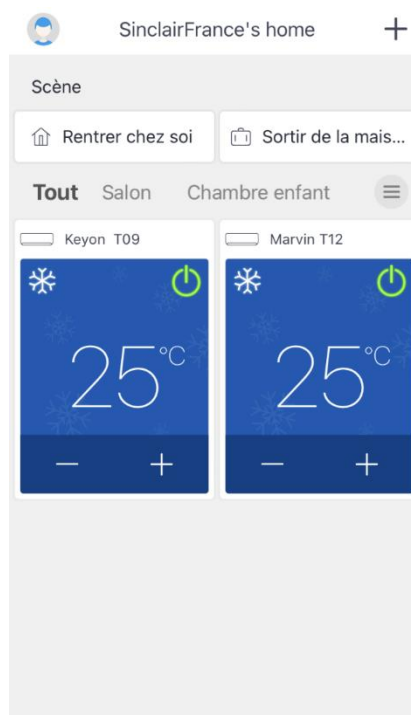 SinclairFrance's home
Scène
Rentrer chez soi
Sortir de la mais...
Tout Salon Chambre enfant
Keyon T09
Marvin T12
25°C
25°C